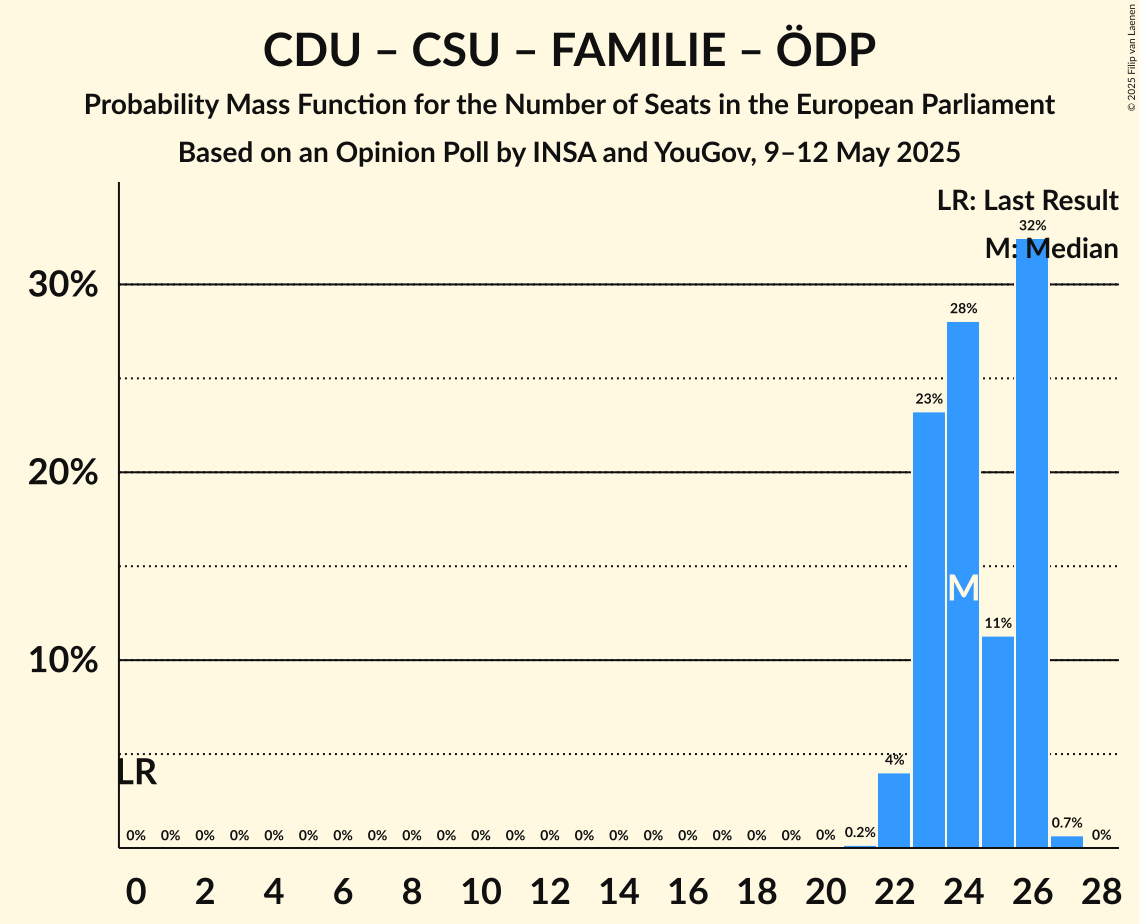 CDU – CSU – FAMILIE – ÖDP
Probability Mass Function for the Number of Seats in the European Parliament
Based on an Opinion Poll by INSA and YouGov, 9–12 May 2025
© 2025 Filip van Laenen
LR: Last Result
M: Median
32%
30%
28%
23%
20%
M
11%
10%
LR
4%
0% 0% 0% 0% 0% 0% 0% 0% 0% 0% 0% 0% 0% 0% 0% 0% 0% 0% 0% 0% 0% 0.2% 0.7% 0%
0 2 4 6 8 10 12 14 16 18 20 22 24 26 28